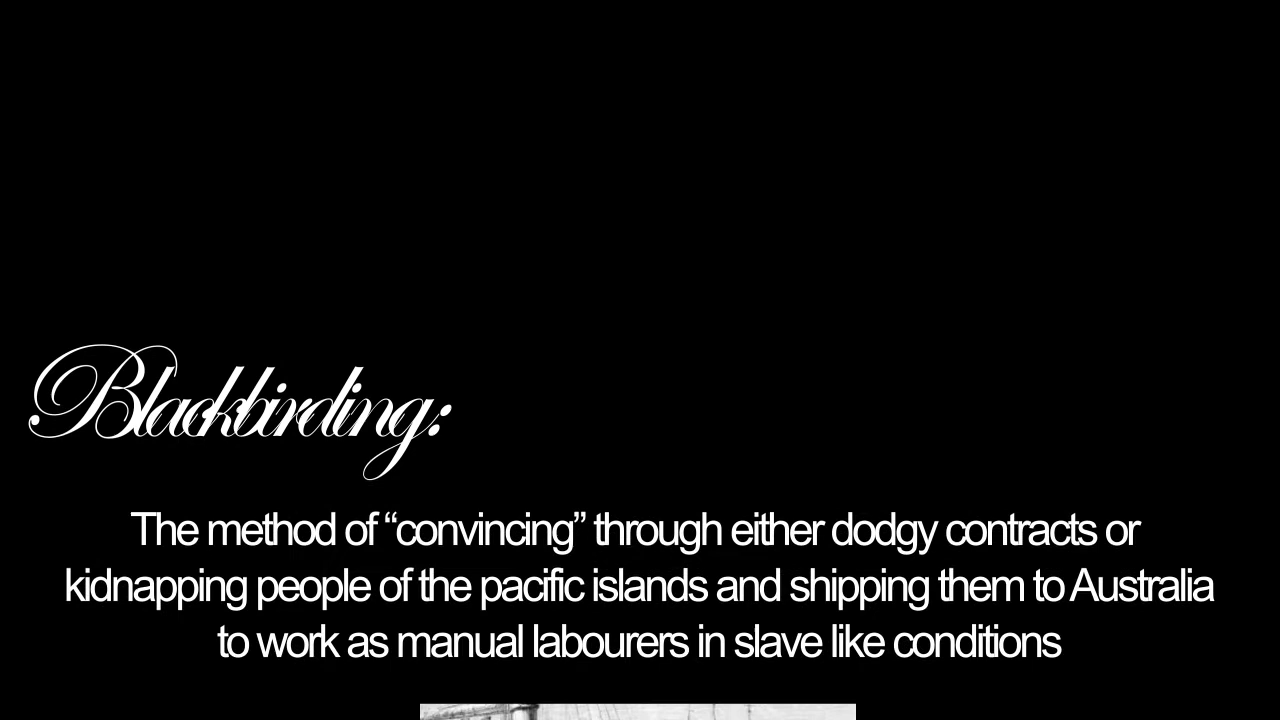 Blackbirding:
The method of “convincing” through either dodgy contracts or
kidnapping people of the pacific islands and shipping them to Australia
to work as manual labourers in slave like conditions